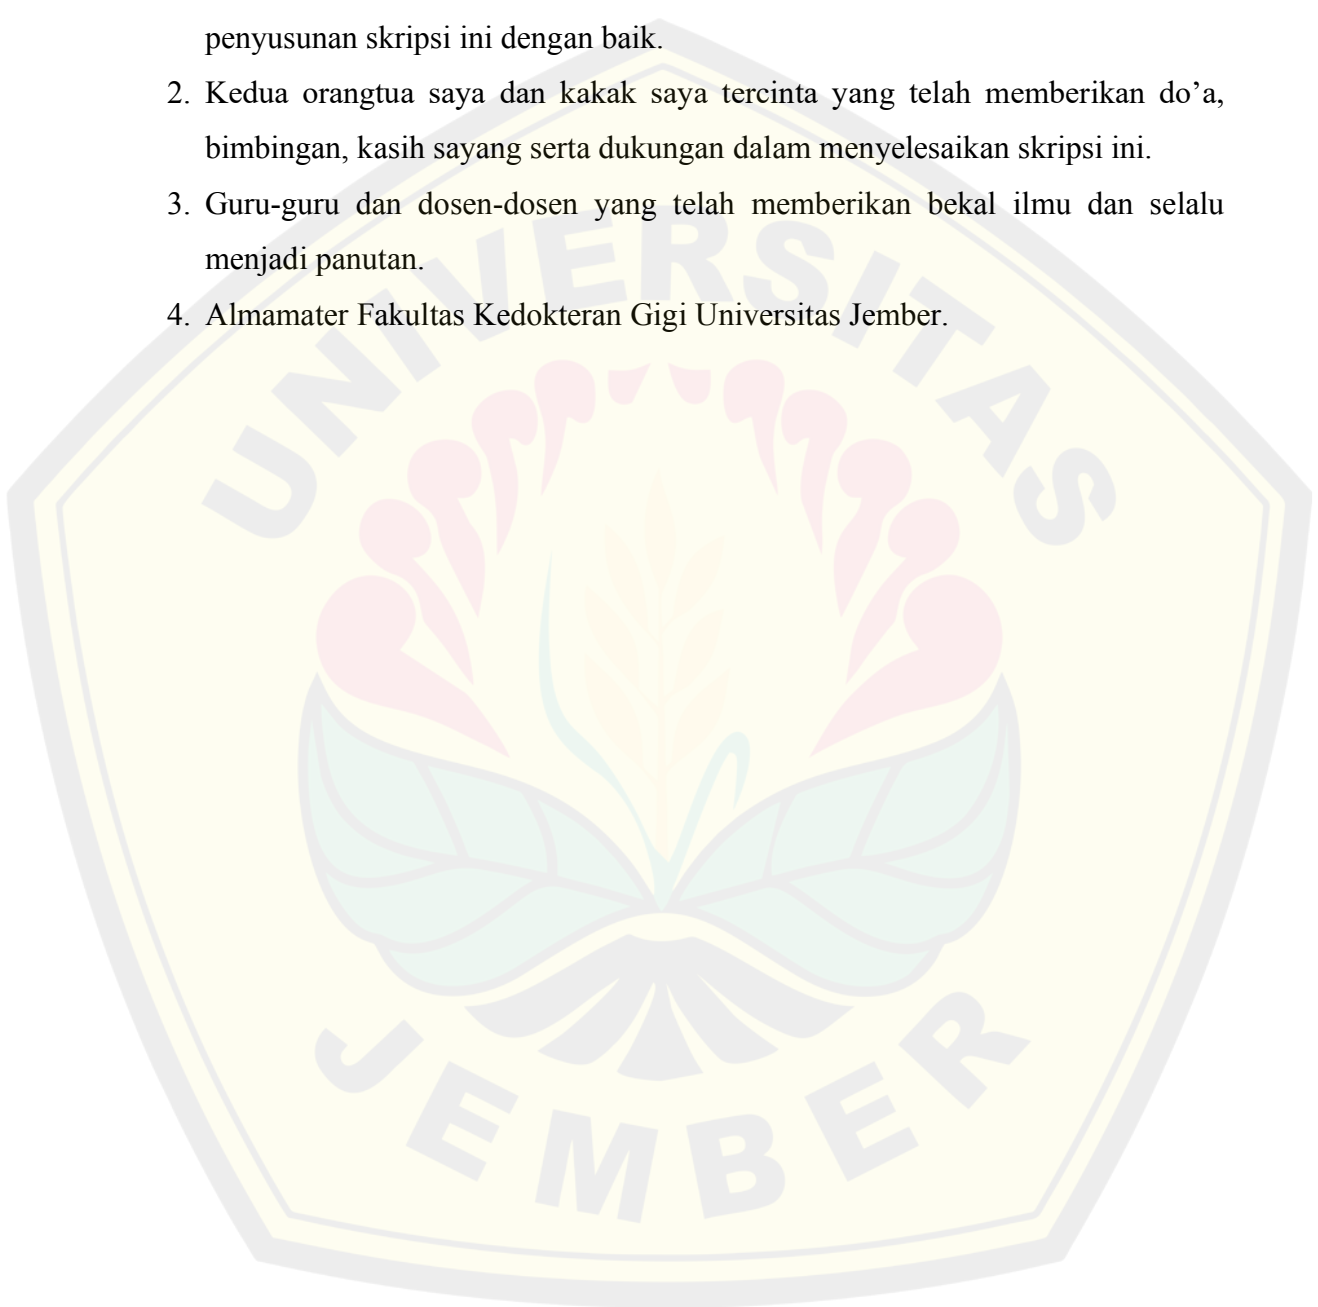 penyusunan skripsi ini dengan baik.
2. Kedua orangtua saya dan kakak saya tercinta yang telah memberikan do’a,
bimbingan, kasih sayang serta dukungan dalam menyelesaikan skripsi ini.
3. Guru-guru dan dosen-dosen yang telah memberikan bekal ilmu dan selalu
menjadi panutan.
4. Almamater Fakultas Kedokteran Gigi Universitas Jember.
UNIVERSITAS
JEMBER